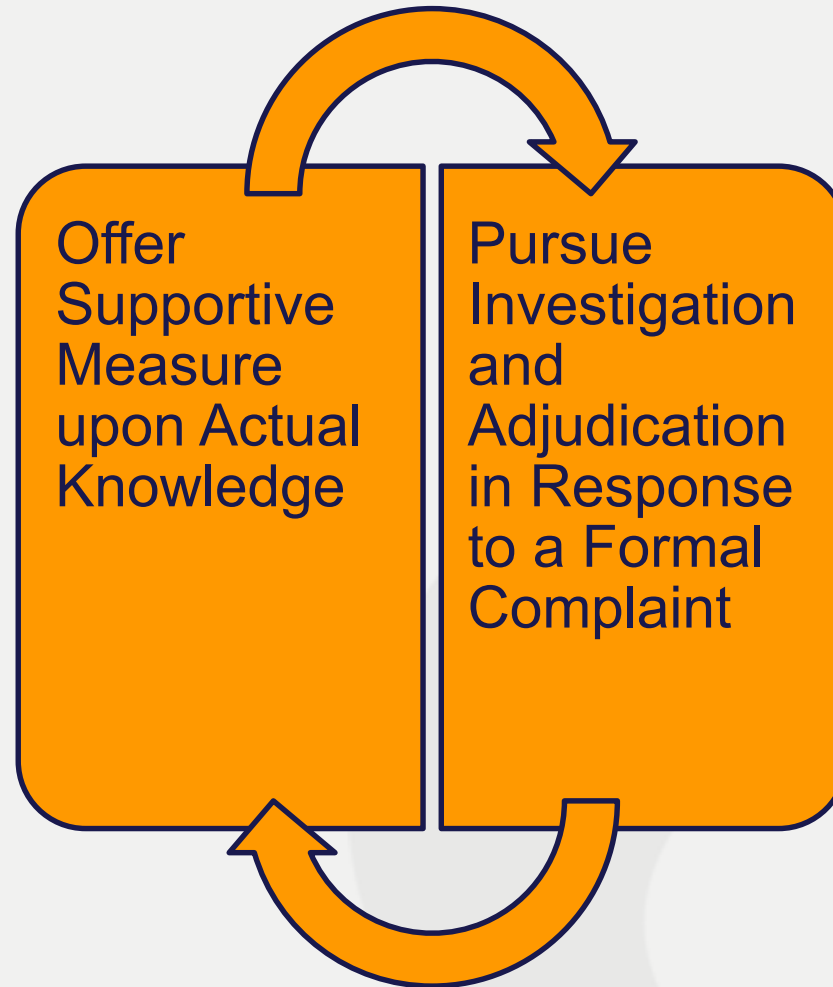 Offer
Supportive
Measure
upon Actual
Knowledge
Pursue
Investigation
and
Adjudication
in Response
to a Formal
Complaint